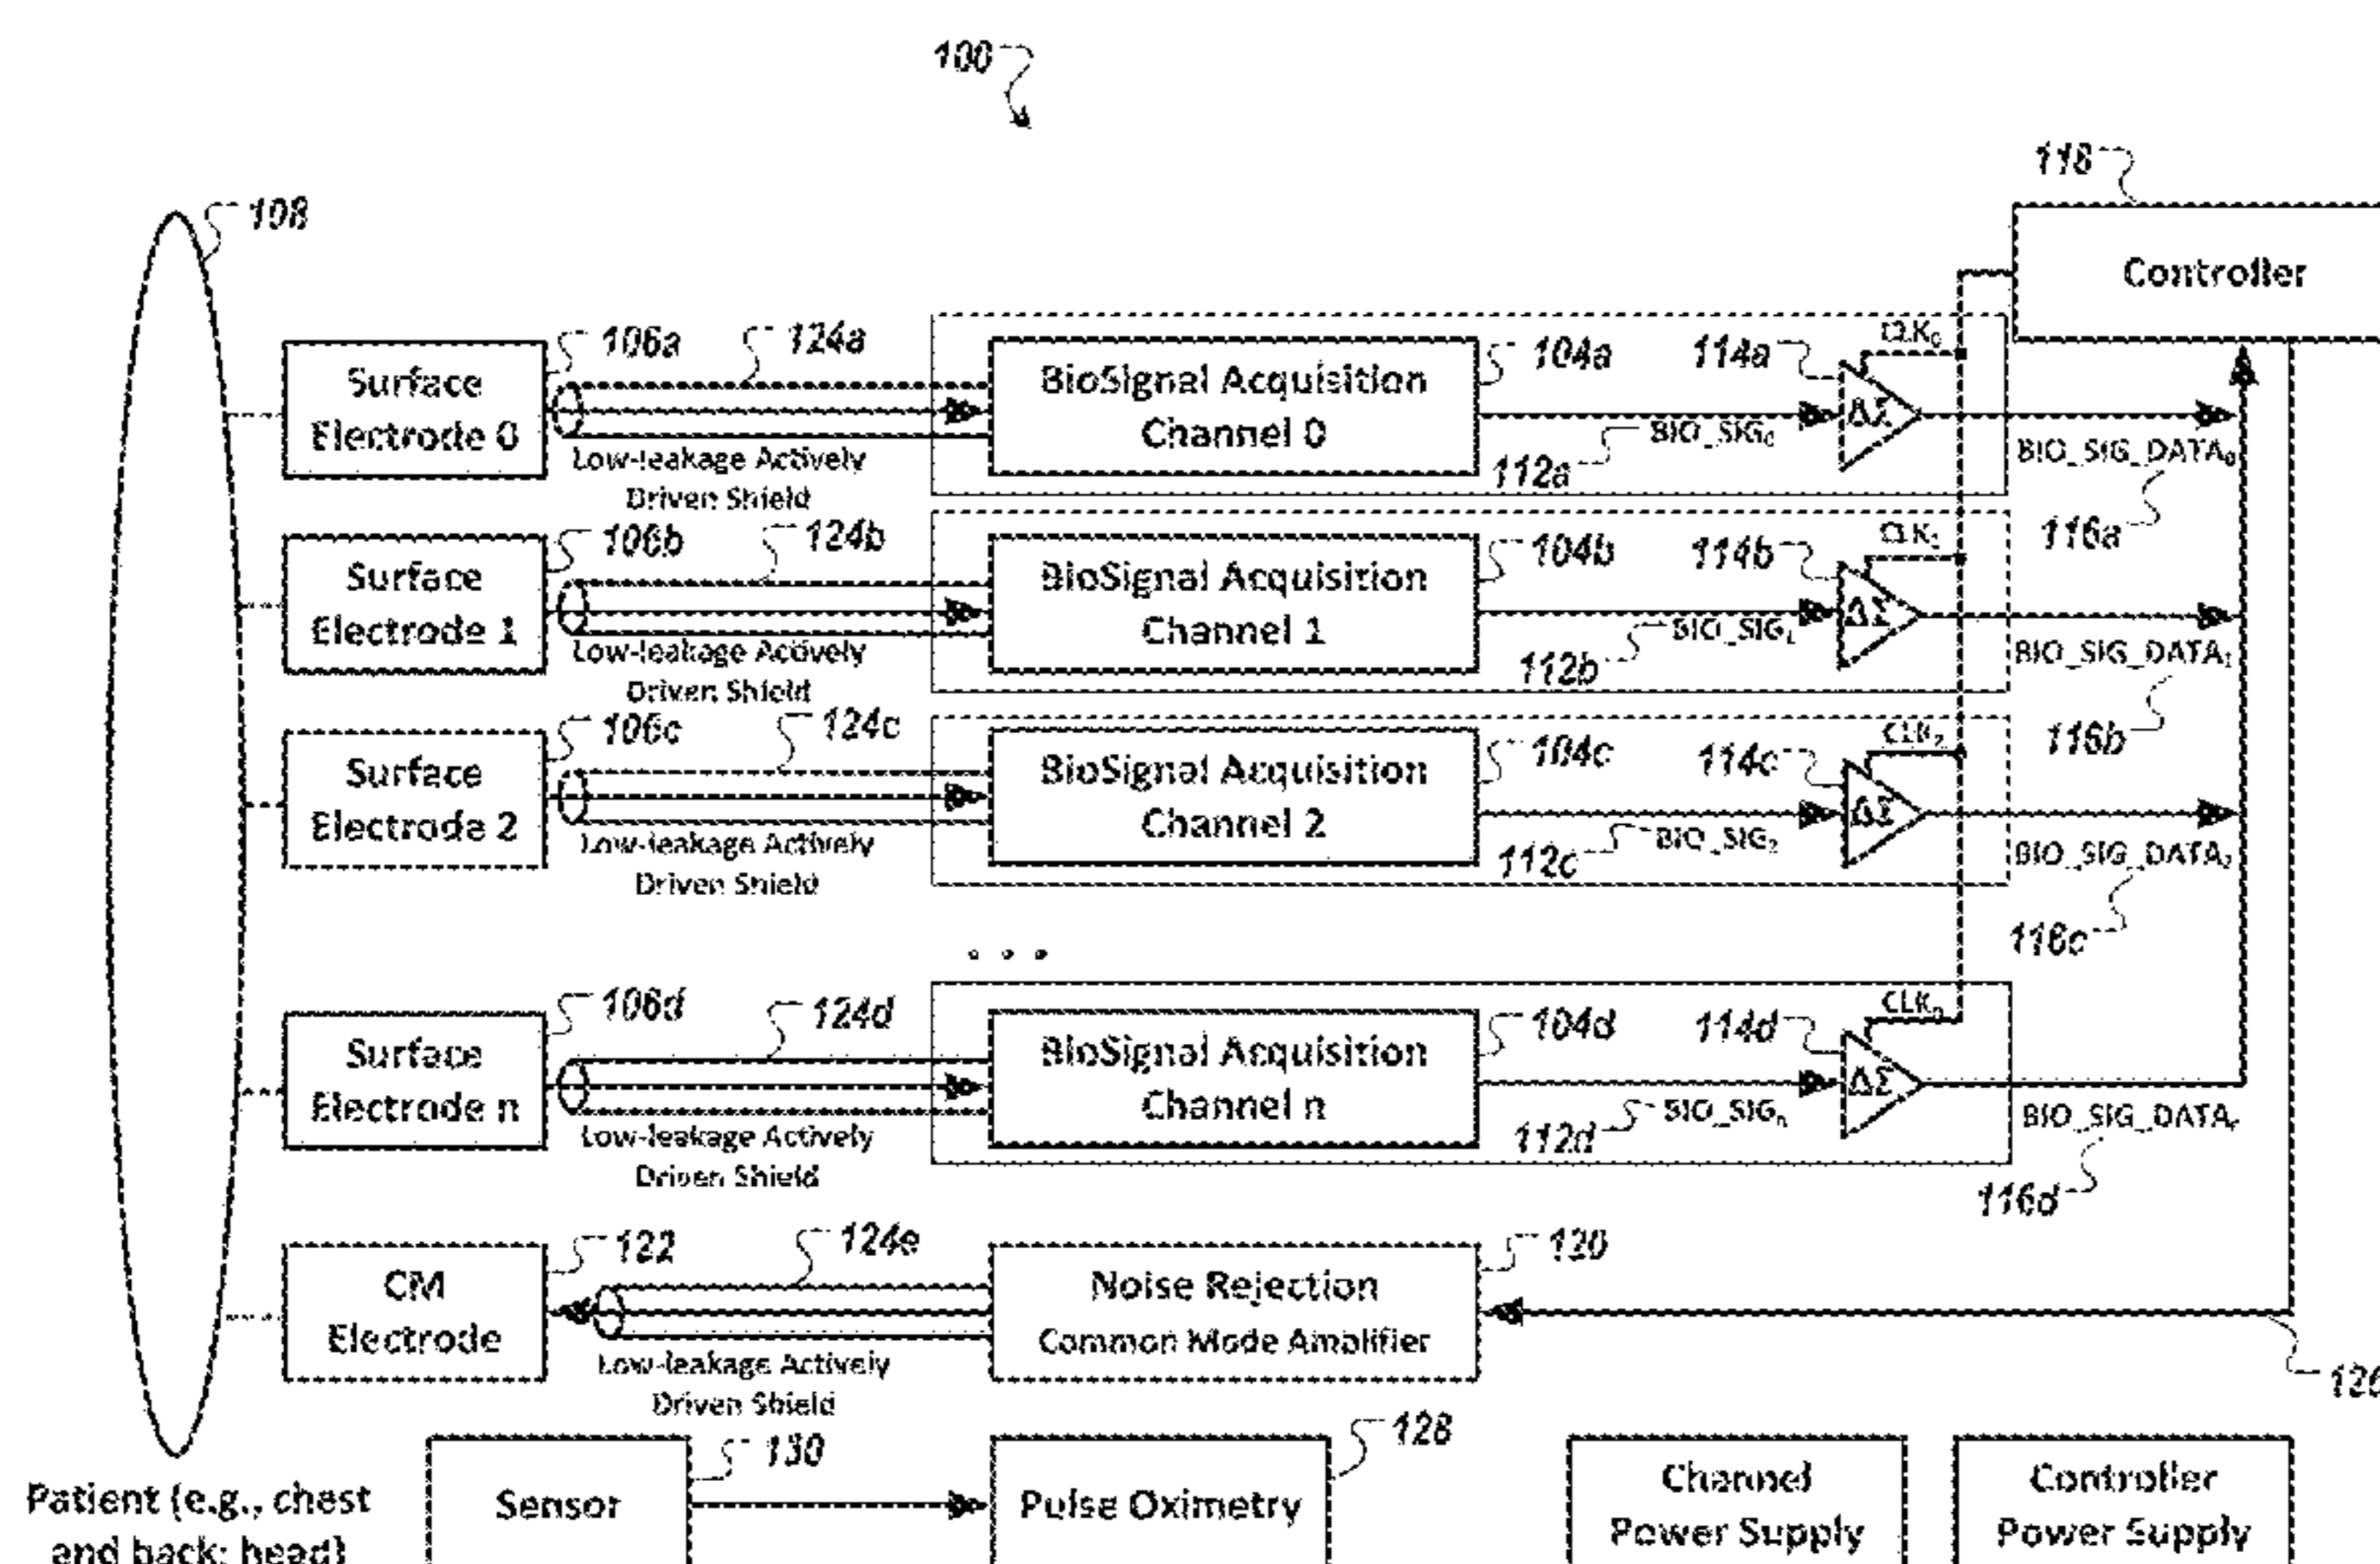 100
118
108
Controller
106a
124a
CLK₀
Surface
Electrode 0
BioSignal Acquisition
Channel 0
104a
114a
ΔΣ
BIO_SIG₀
112a
BIO_SIG_DATA₀
116a
Low-leakage Actively
Driven Shield
106b
124b
CLK₁
Surface
Electrode 1
BioSignal Acquisition
Channel 1
104b
114b
ΔΣ
BIO_SIG₁
112b
BIO_SIG_DATA₁
116b
Low-leakage Actively
Driven Shield
106c
124c
CLK₂
Surface
Electrode 2
BioSignal Acquisition
Channel 2
104c
114c
ΔΣ
BIO_SIG₂
112c
BIO_SIG_DATA₂
116c
Low-leakage Actively
Driven Shield
. . .
106d
124d
CLKₙ
Surface
Electrode n
BioSignal Acquisition
Channel n
104d
114d
ΔΣ
BIO_SIGₙ
112d
BIO_SIG_DATAₙ
116d
Low-leakage Actively
Driven Shield
122
124e
CM
Electrode
Noise Rejection
Common Mode Amplifier
120
Low-leakage Actively
Driven Shield
126
130
Sensor
128
Pulse Oximetry
Channel
Power Supply
Controller
Power Supply
Patient (e.g., chest
and back; head)